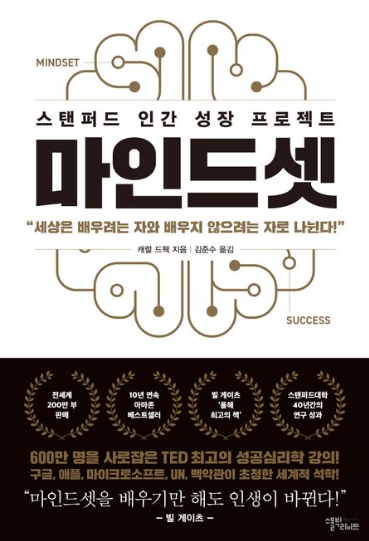 MINDSET
스탠퍼드 인간 성장 프로젝트
마인드셋
“세상은 배우려는 자와 배우지 않으려는 자로 나뉜다!”
캐럴 드웩 지음 | 김준수 옮김
SUCCESS
전세계
200만 부
판매
10년 연속
아마존
베스트셀러
빌 게이츠
‘올해
최고의 책’
스탠퍼드대학
40년간의
연구 성과
600만 명을 사로잡은 TED 최고의 성공심리학 강의!
구글, 애플, 마이크로소프트, UN, 백악관이 초청한 세계적 석학!
“마인드셋을 배우기만 해도 인생이 바뀐다!”
– 빌 게이츠 –
스몰빅라이프